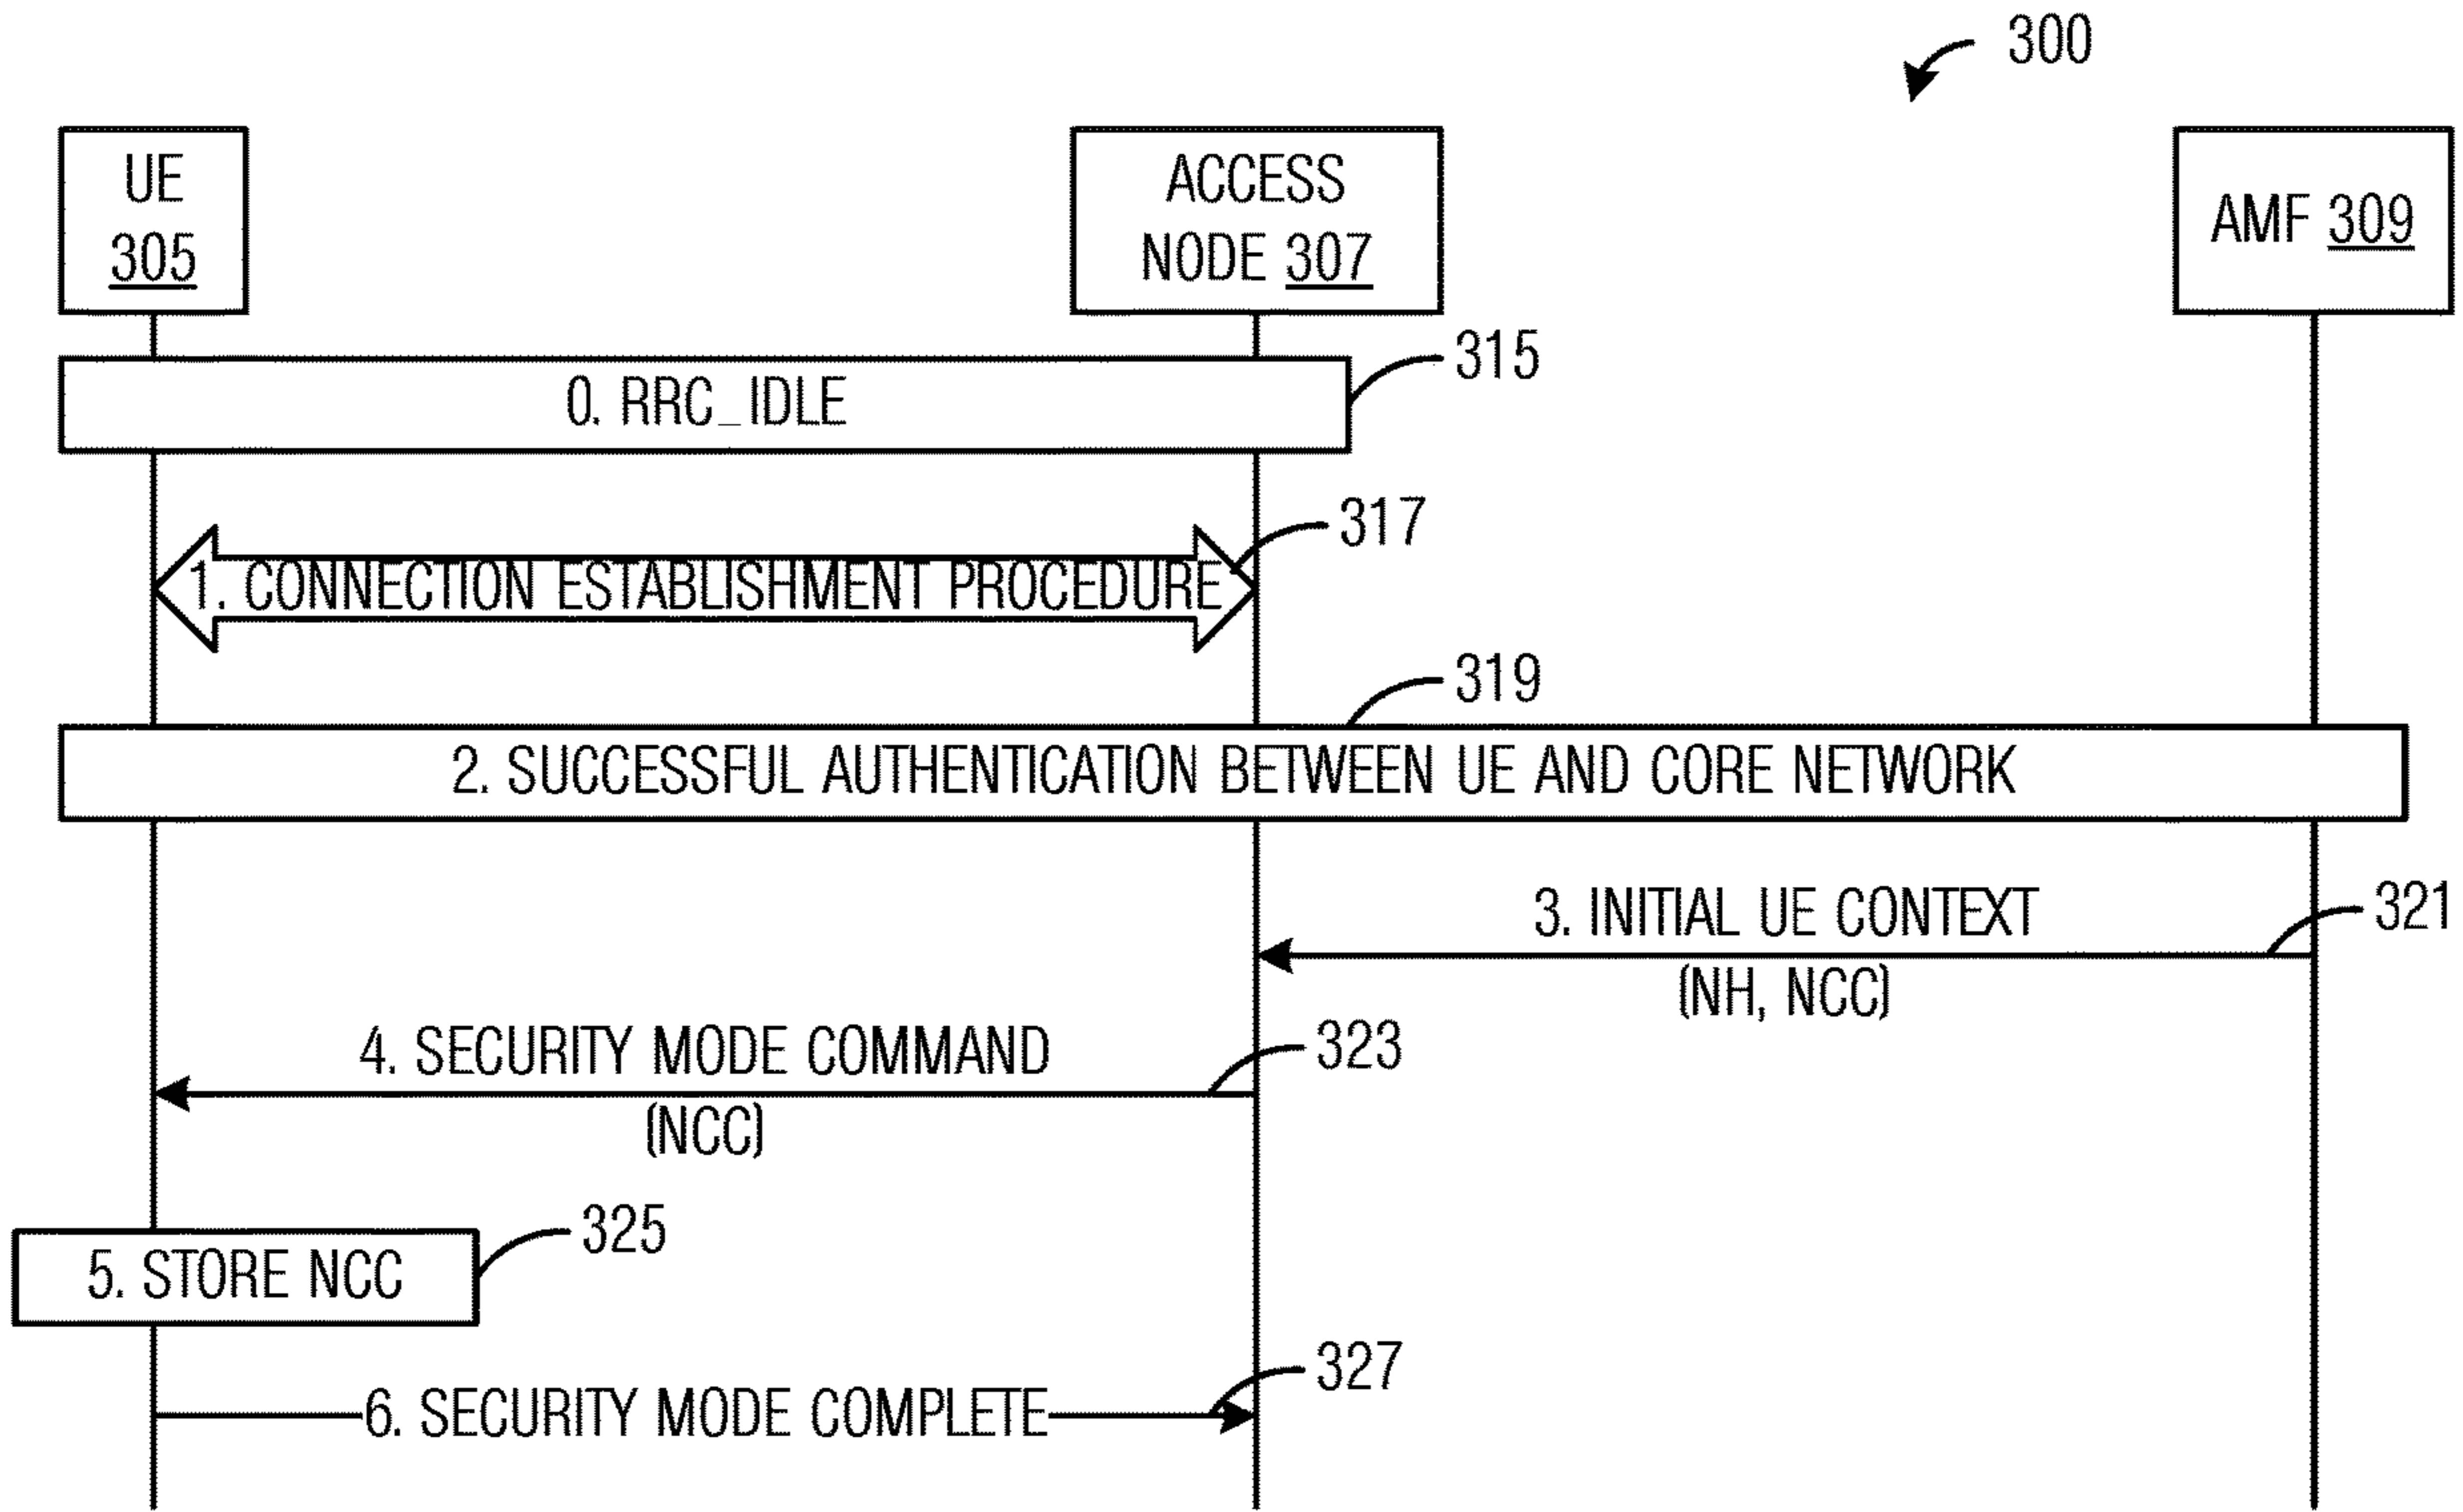 300
UE
305
ACCESS
NODE 307
AMF 309
315
0. RRC_IDLE
317
1. CONNECTION ESTABLISHMENT PROCEDURE
319
2. SUCCESSFUL AUTHENTICATION BETWEEN UE AND CORE NETWORK
3. INITIAL UE CONTEXT
321
(NH, NCC)
4. SECURITY MODE COMMAND
323
(NCC)
325
5. STORE NCC
327
6. SECURITY MODE COMPLETE